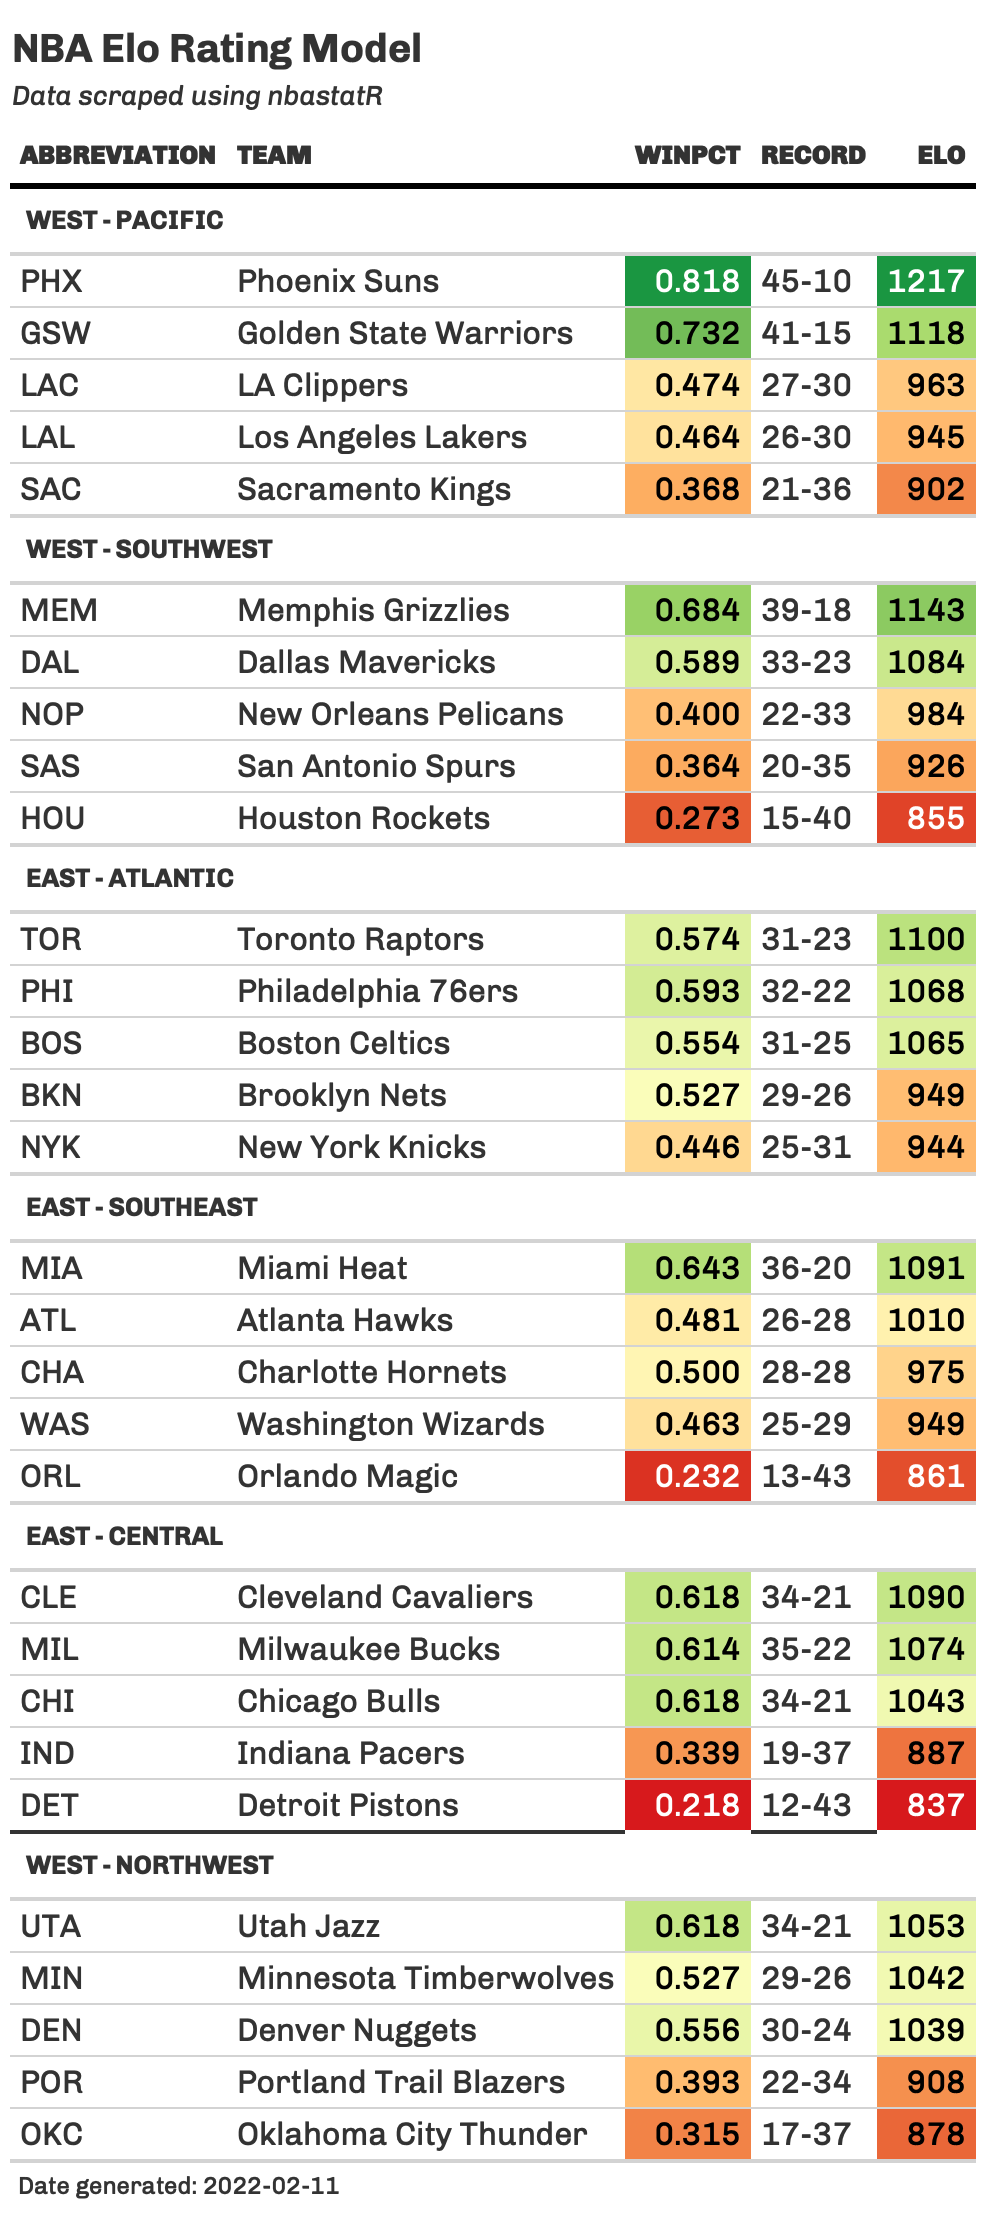 NBA Elo Rating Model
Data scraped using nbastatR
ABBREVIATION TEAM WINPCT RECORD ELO
WEST - PACIFIC
PHX Phoenix Suns 0.818 45-10 1217
GSW Golden State Warriors 0.732 41-15 1118
LAC LA Clippers 0.474 27-30 963
LAL Los Angeles Lakers 0.464 26-30 945
SAC Sacramento Kings 0.368 21-36 902
WEST - SOUTHWEST
MEM Memphis Grizzlies 0.684 39-18 1143
DAL Dallas Mavericks 0.589 33-23 1084
NOP New Orleans Pelicans 0.400 22-33 984
SAS San Antonio Spurs 0.364 20-35 926
HOU Houston Rockets 0.273 15-40 855
EAST - ATLANTIC
TOR Toronto Raptors 0.574 31-23 1100
PHI Philadelphia 76ers 0.593 32-22 1068
BOS Boston Celtics 0.554 31-25 1065
BKN Brooklyn Nets 0.527 29-26 949
NYK New York Knicks 0.446 25-31 944
EAST - SOUTHEAST
MIA Miami Heat 0.643 36-20 1091
ATL Atlanta Hawks 0.481 26-28 1010
CHA Charlotte Hornets 0.500 28-28 975
WAS Washington Wizards 0.463 25-29 949
ORL Orlando Magic 0.232 13-43 861
EAST - CENTRAL
CLE Cleveland Cavaliers 0.618 34-21 1090
MIL Milwaukee Bucks 0.614 35-22 1074
CHI Chicago Bulls 0.618 34-21 1043
IND Indiana Pacers 0.339 19-37 887
DET Detroit Pistons 0.218 12-43 837
WEST - NORTHWEST
UTA Utah Jazz 0.618 34-21 1053
MIN Minnesota Timberwolves 0.527 29-26 1042
DEN Denver Nuggets 0.556 30-24 1039
POR Portland Trail Blazers 0.393 22-34 908
OKC Oklahoma City Thunder 0.315 17-37 878
Date generated: 2022-02-11